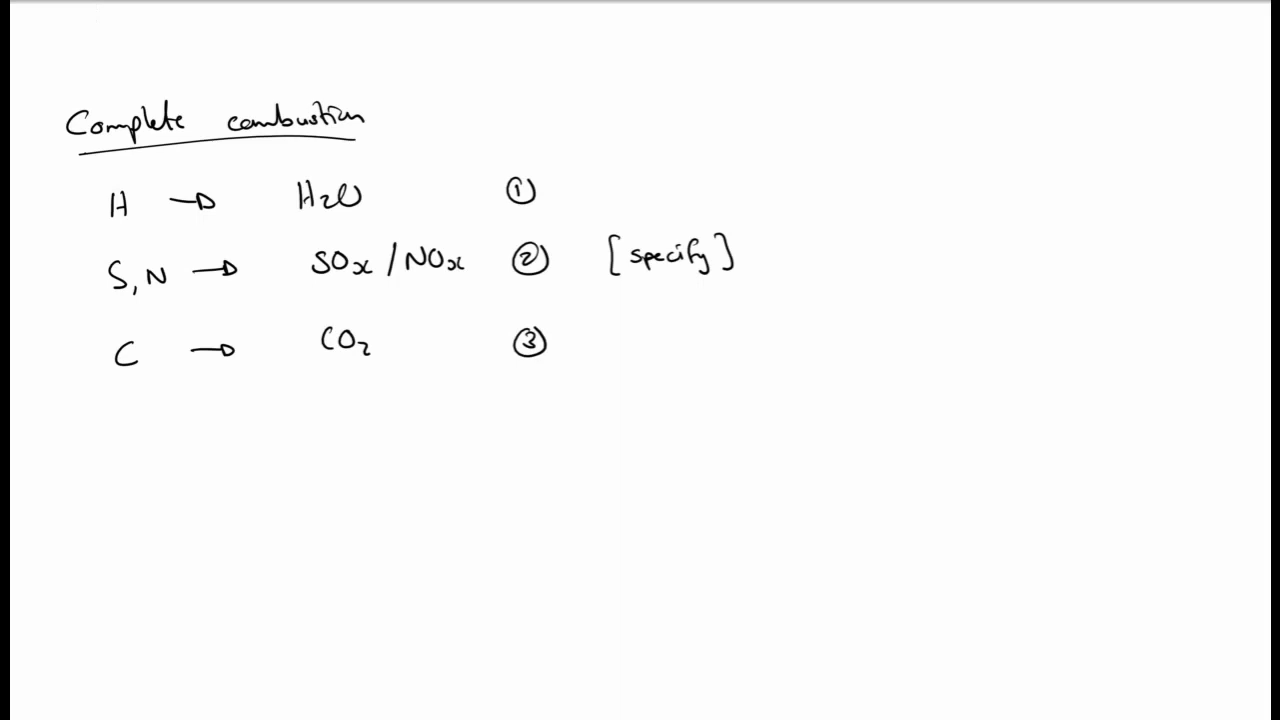 Complete combustion
H → H2O ①
S, N → SOx / NOx ② [specify]
C → CO2 ③